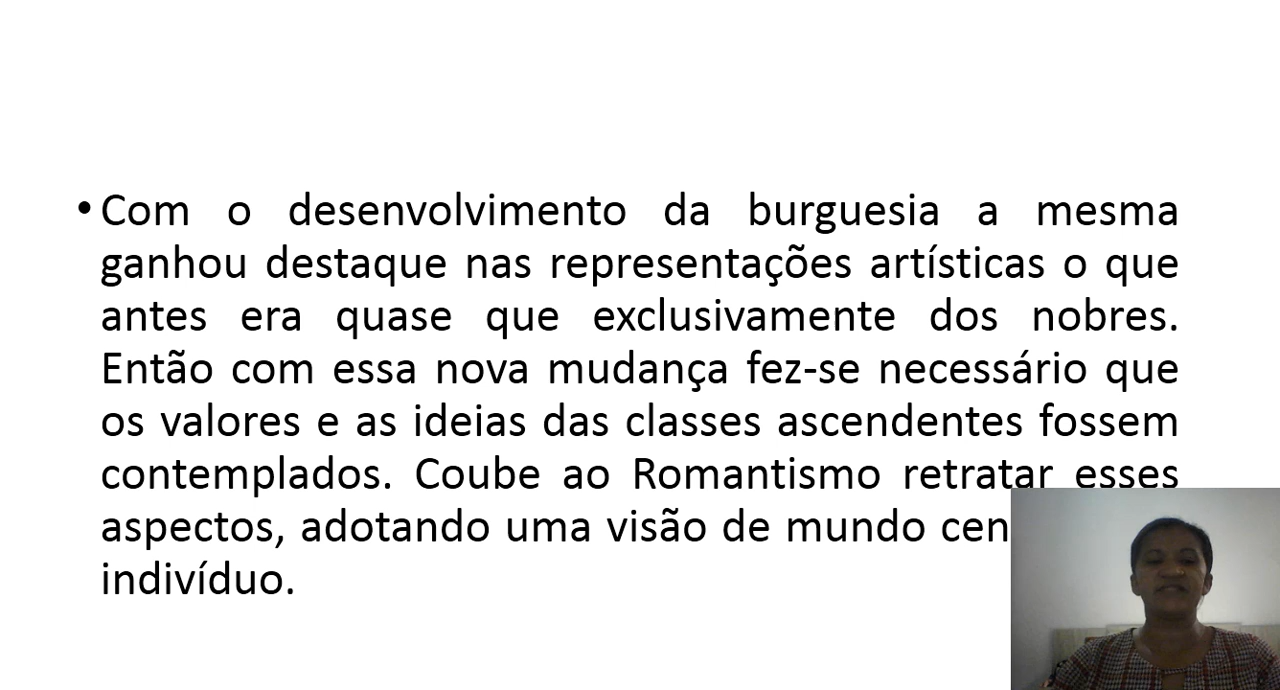 • Com o desenvolvimento da burguesia a mesma
ganhou destaque nas representações artísticas o que
antes era quase que exclusivamente dos nobres.
Então com essa nova mudança fez-se necessário que
os valores e as ideias das classes ascendentes fossem
contemplados. Coube ao Romantismo retratar esses
aspectos, adotando uma visão de mundo
indivíduo.